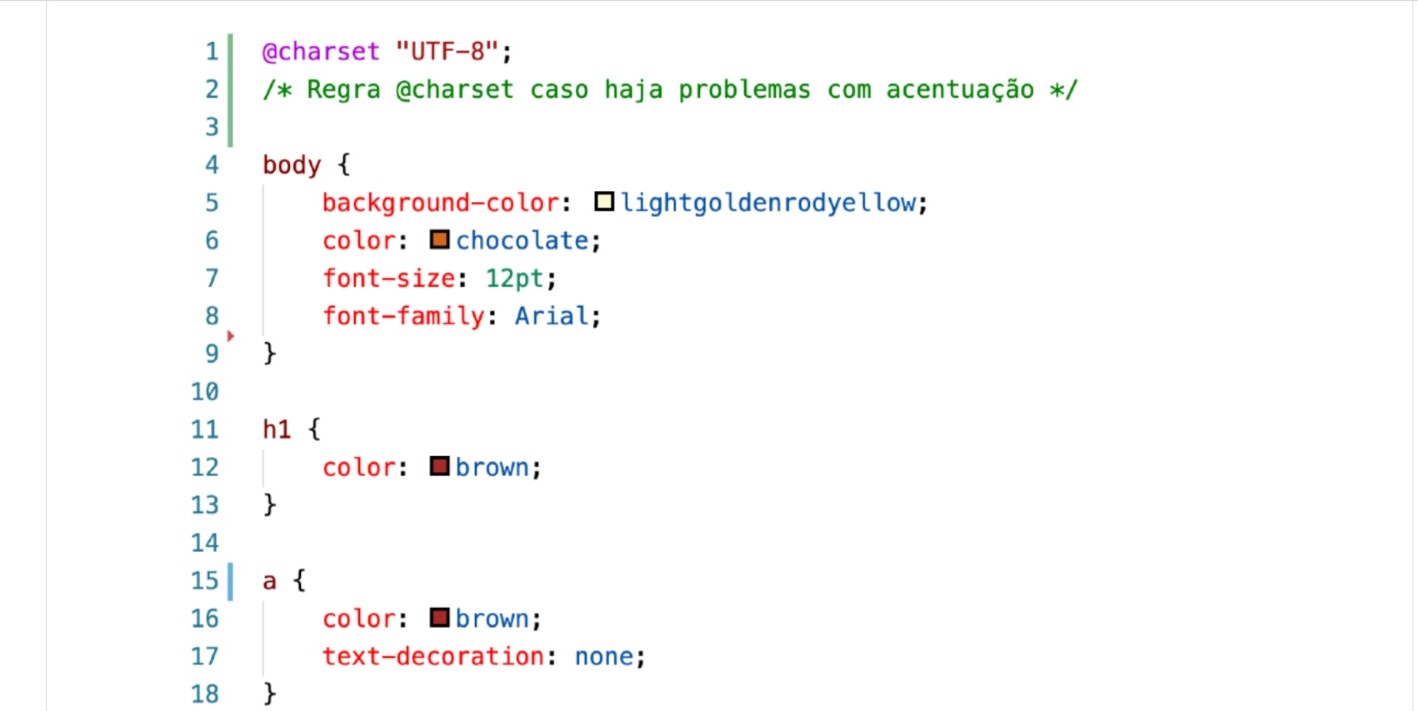 1 @charset "UTF-8";
2 /* Regra @charset caso haja problemas com acentuação */
3
4 body {
5 background-color: lightgoldenrodyellow;
6 color: chocolate;
7 font-size: 12pt;
8 font-family: Arial;
9 }
10
11 h1 {
12 color: brown;
13 }
14
15 a {
16 color: brown;
17 text-decoration: none;
18 }